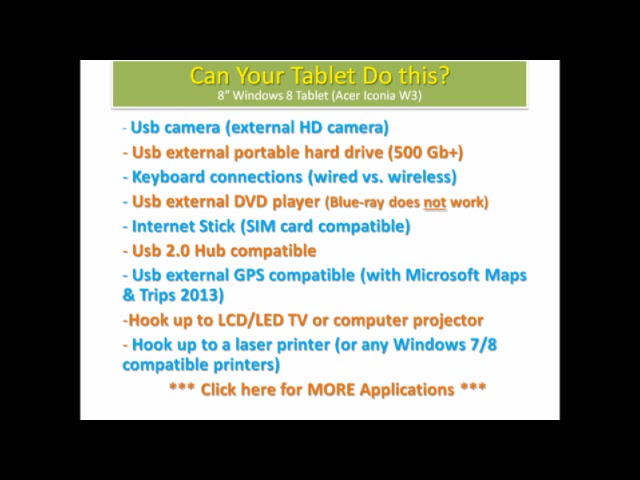 Can Your Tablet Do this?
8" Windows 8 Tablet (Acer Iconia W3)
- Usb camera (external HD camera)
- Usb external portable hard drive (500 Gb+)
- Keyboard connections (wired vs. wireless)
- Usb external DVD player (Blue-ray does not work)
- Internet Stick (SIM card compatible)
- Usb 2.0 Hub compatible
- Usb external GPS compatible (with Microsoft Maps
& Trips 2013)
-Hook up to LCD/LED TV or computer projector
- Hook up to a laser printer (or any Windows 7/8
compatible printers)
*** Click here for MORE Applications ***